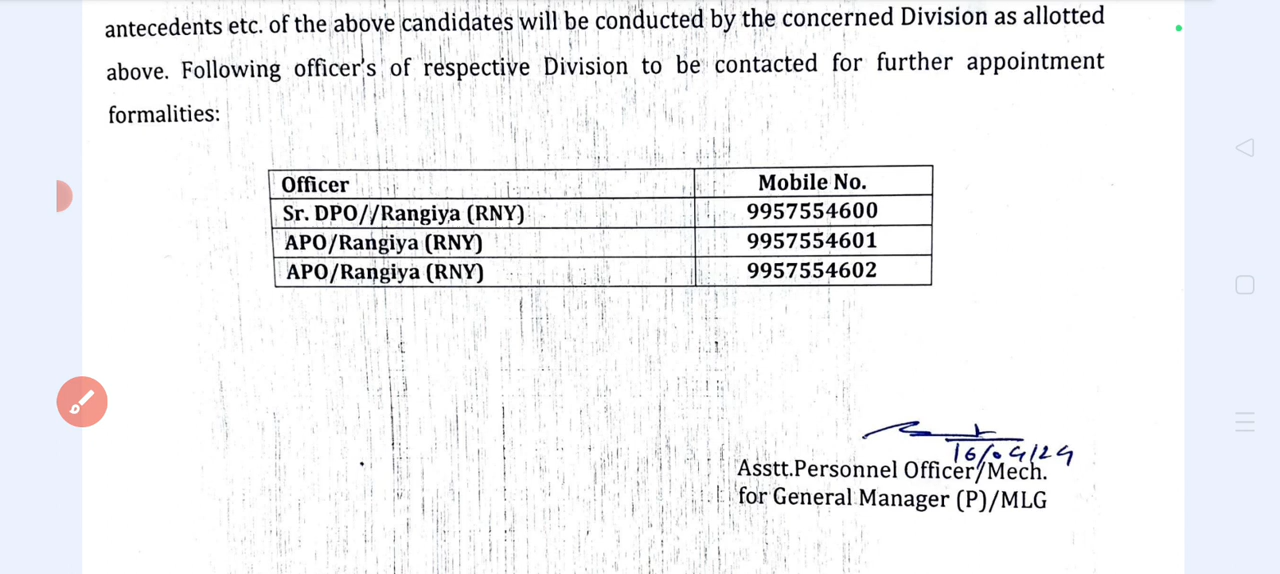 antecedents etc. of the above candidates will be conducted by the concerned Division as allotted
above. Following officer's of respective Division to be contacted for further appointment
formalities:
Officer Mobile No.
Sr. DPO//Rangiya (RNY) 9957554600
APO/Rangiya (RNY) 9957554601
APO/Rangiya (RNY) 9957554602
16/04/24
Asstt.Personnel Officer/Mech.
for General Manager (P)/MLG